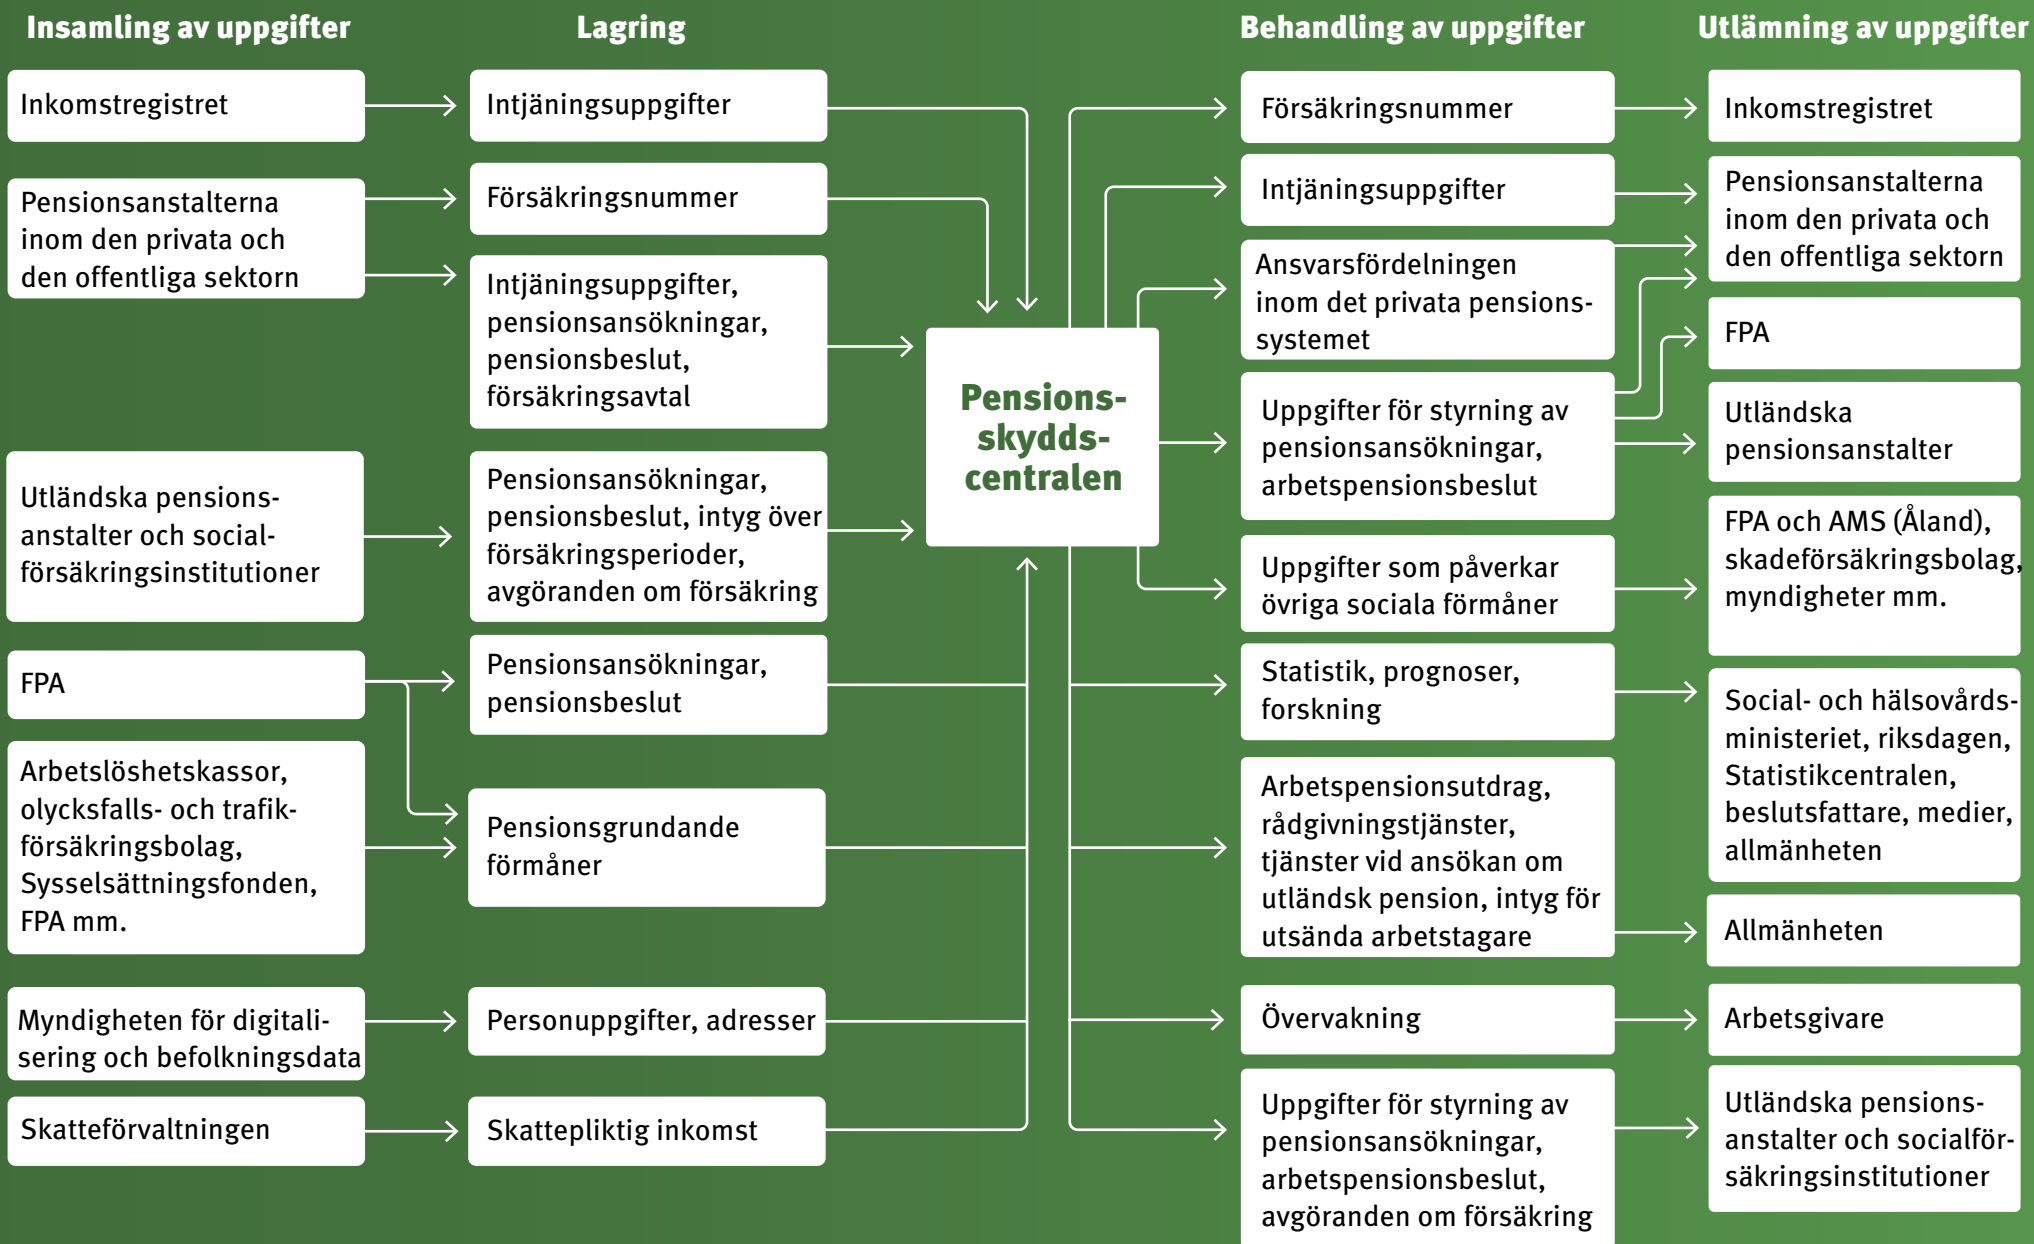 Insamling av uppgifter
Inkomstregistret
Pensionsanstalterna
inom den privata och
den offentliga sektorn
Utländska pensions-
anstalter och social-
försäkringsinstitutioner
FPA
Arbetslöshetskassor,
olycksfalls- och trafik-
försäkringsbolag,
Sysselsättningsfonden,
FPA mm.
Myndigheten för digitali-
sering och befolkningsdata
Skatteförvaltningen
Lagring
Intjäningsuppgifter
Försäkringsnummer
Intjäningsuppgifter,
pensionsansökningar,
pensionsbeslut,
försäkringsavtal
Pensionsansökningar,
pensionsbeslut, intyg över
försäkringsperioder,
avgöranden om försäkring
Pensionsansökningar,
pensionsbeslut
Pensionsgrundande
förmåner
Personuppgifter, adresser
Skattepliktig inkomst
Pensions-
skydds-
centralen
Behandling av uppgifter
Försäkringsnummer
Intjäningsuppgifter
Ansvarsfördelningen
inom det privata pensions-
systemet
Uppgifter för styrning av
pensionsansökningar,
arbetspensionsbeslut
Uppgifter som påverkar
övriga sociala förmåner
Statistik, prognoser,
forskning
Arbetspensionsutdrag,
rådgivningstjänster,
tjänster vid ansökan om
utländsk pension, intyg för
utsända arbetstagare
Övervakning
Uppgifter för styrning av
pensionsansökningar,
arbetspensionsbeslut,
avgöranden om försäkring
Utlämning av uppgifter
Inkomstregistret
Pensionsanstalterna
inom den privata och
den offentliga sektorn
FPA
Utländska
pensionsanstalter
FPA och AMS (Åland),
skadeförsäkringsbolag,
myndigheter mm.
Social- och hälsovårds-
ministeriet, riksdagen,
Statistikcentralen,
beslutsfattare, medier,
allmänheten
Allmänheten
Arbetsgivare
Utländska pensions-
anstalter och socialför-
säkringsinstitutioner